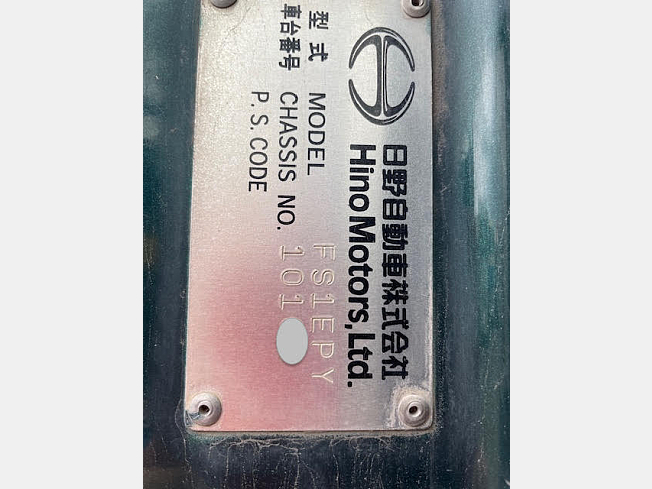 日野自動車株式会社
Hino Motors, Ltd.
型式 MODEL FS1EPY
車台番号 CHASSIS NO. 101
P. S. CODE